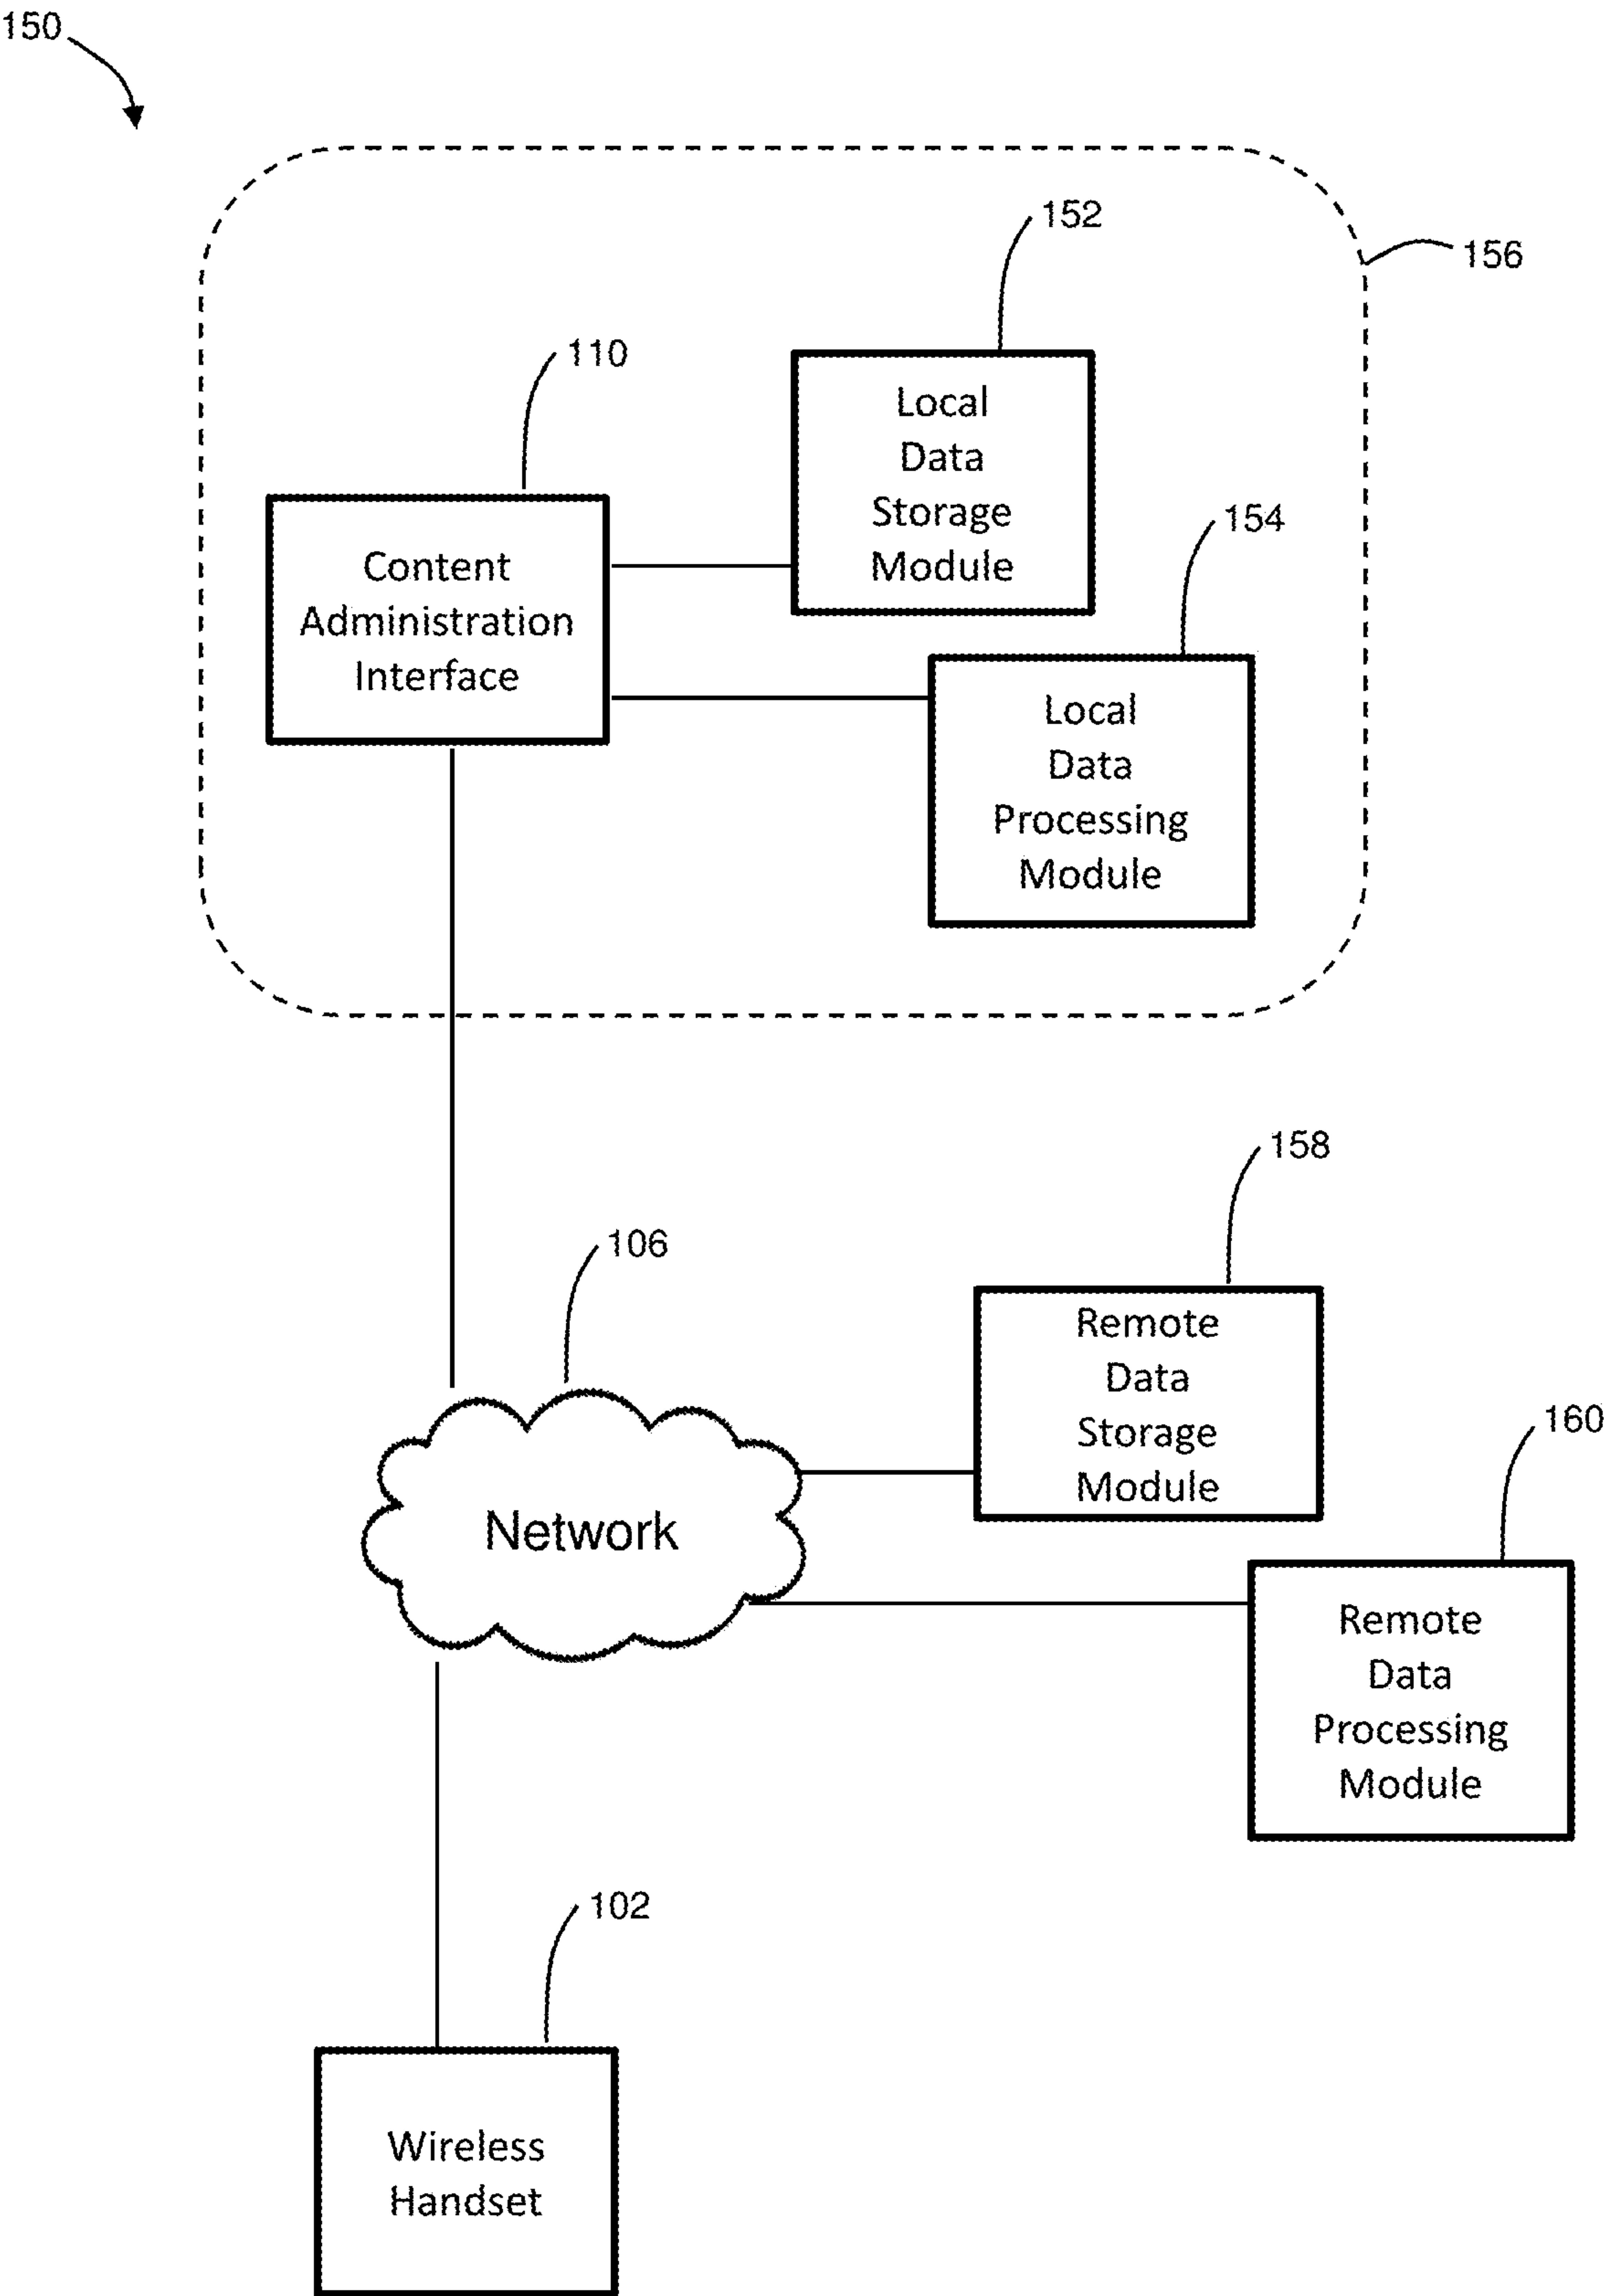 150
152
156
110
Local
Data
Storage
Module
154
Content
Administration
Interface
Local
Data
Processing
Module
158
106
Remote
Data
Storage
Module
160
Network
Remote
Data
Processing
Module
102
Wireless
Handset